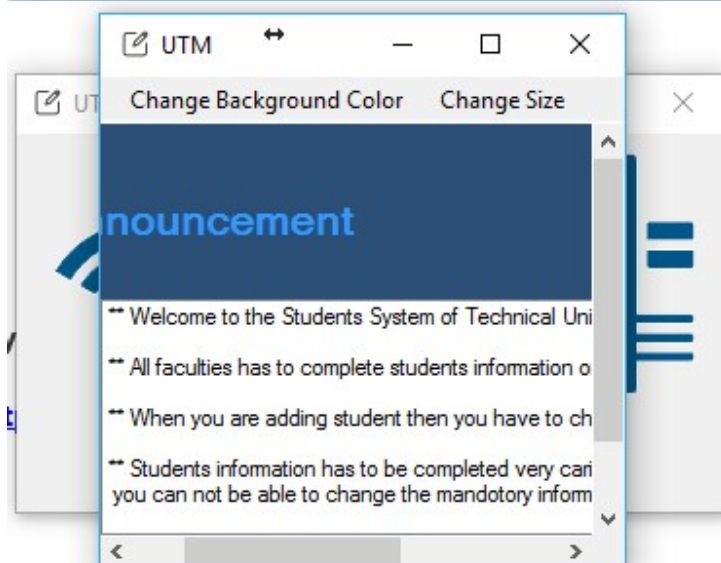 UTM
UT
Change Background Color Change Size
nouncement
** Welcome to the Students System of Technical Uni
** All faculties has to complete students information o
** When you are adding student then you have to ch
** Students information has to be completed very cari
you can not be able to change the mandotory inform